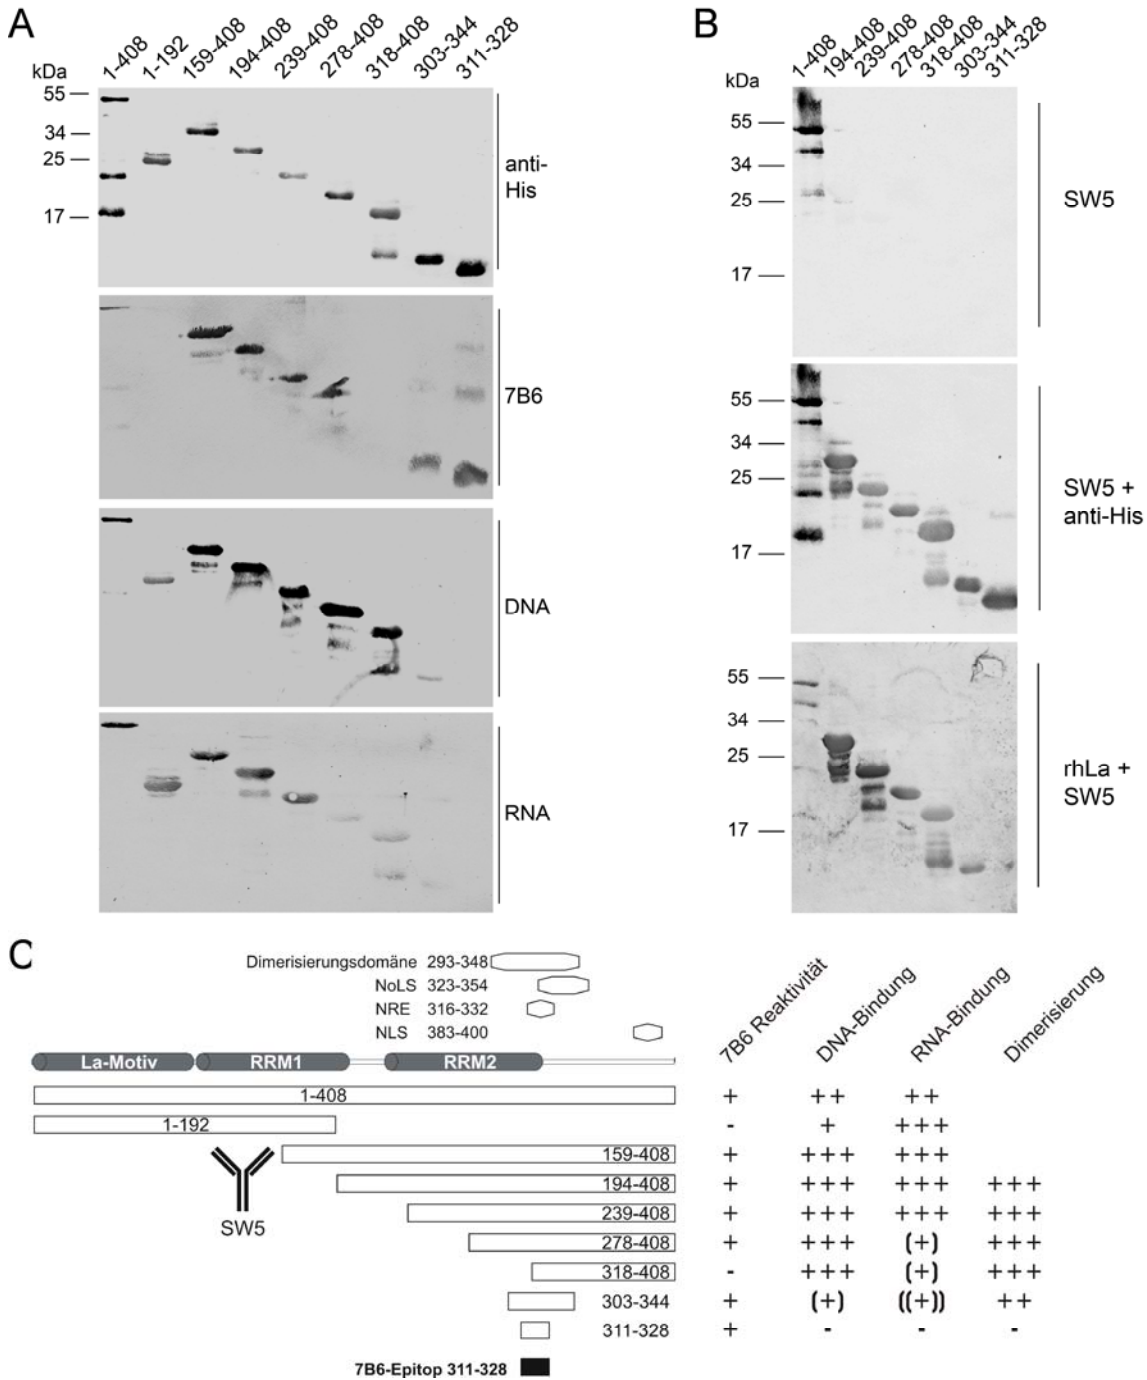 A
kDa
1-408
1-192
159-408
194-408
239-408
278-408
318-408
303-344
311-328
55
34
25
17
anti-
His
7B6
DNA
RNA
B
kDa
1-408
194-408
239-408
278-408
318-408
303-344
311-328
55
34
25
17
SW5
55
34
25
17
SW5 +
anti-His
55
34
25
17
rhLa +
SW5
C
Dimerisierungsdomäne 293-348
NoLS 323-354
NRE 316-332
NLS 383-400
7B6 Reaktivität
DNA-Bindung
RNA-Bindung
Dimerisierung
La-Motiv RRM1 RRM2
1-408 + ++ ++
1-192 - + +++
159-408 + +++ +++
194-408 + +++ +++ +++
SW5
239-408 + +++ +++ +++
278-408 + +++ (+) +++
318-408 - +++ (+) +++
303-344 + (+) ((+)) ++
311-328 + - - -
7B6-Epitop 311-328